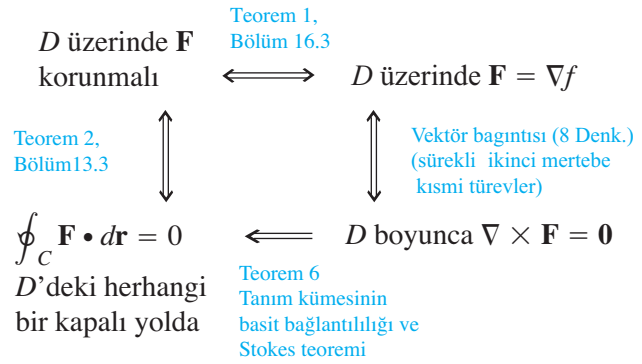 Teorem 1,
Bölüm 16.3
D üzerinde F
korunmalı
D üzerinde F = ∇f
Teorem 2,
Bölüm13.3
Vektör bagıntısı (8 Denk.)
(sürekli ikinci mertebe
kısmi türevler)
∮_C F • dr = 0
D boyunca ∇ × F = 0
D’deki herhangi
bir kapalı yolda
Teorem 6
Tanım kümesinin
basit bağlantılılığı ve
Stokes teoremi